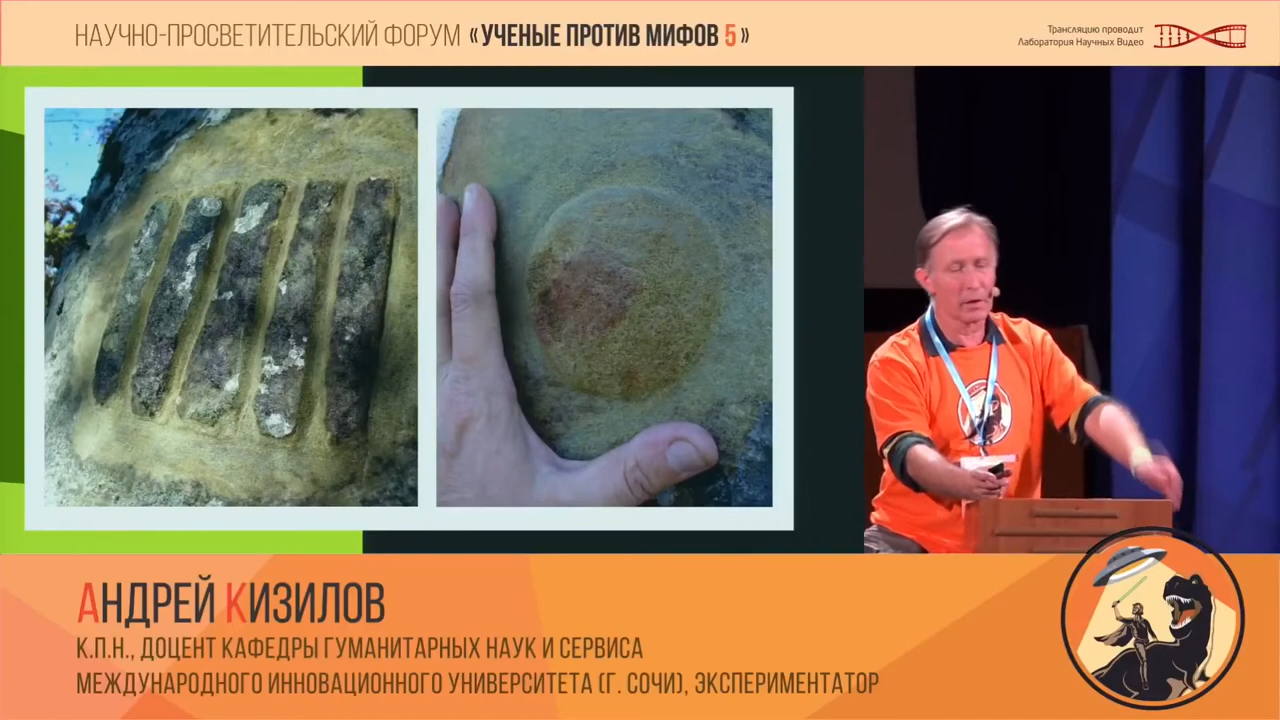 НАУЧНО-ПРОСВЕТИТЕЛЬСКИЙ ФОРУМ «УЧЕНЫЕ ПРОТИВ МИФОВ 5»
Трансляцию проводит
Лаборатория Научных Видео
АНДРЕЙ КИЗИЛОВ
К.П.Н., ДОЦЕНТ КАФЕДРЫ ГУМАНИТАРНЫХ НАУК И СЕРВИСА
МЕЖДУНАРОДНОГО ИННОВАЦИОННОГО УНИВЕРСИТЕТА (Г. СОЧИ), ЭКСПЕРИМЕНТАТОР